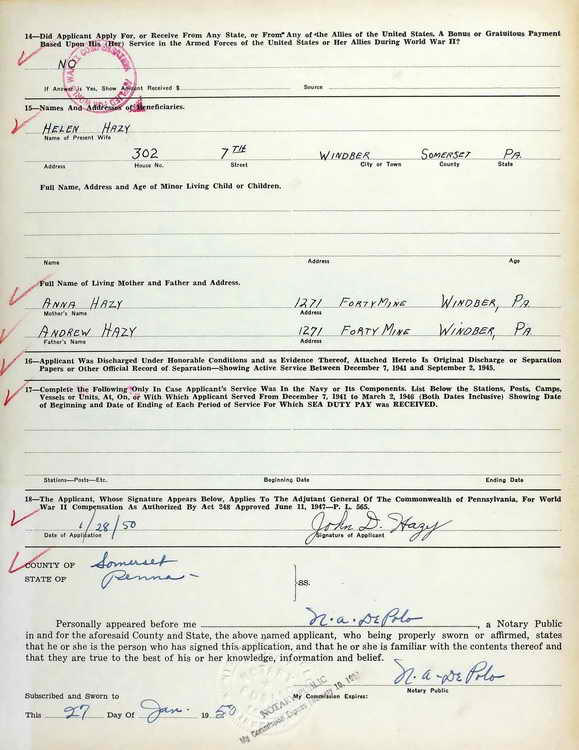 14—Did Applicant Apply For, or Receive From Any State, or From Any of the Allies of the United States, A Bonus or Gratuitous Payment
Based Upon His (Her) Service in the Armed Forces of the United States or Her Allies During World War II?
NO
If Answer is Yes, Show Amount Received $ Source
15—Names And Addresses of Beneficiaries.
HELEN HAZY
Name of Present Wife
302 7TH WINDBER SOMERSET PA.
Address House No. Street City or Town County State
Full Name, Address and Age of Minor Living Child or Children.
Name Address Age
Full Name of Living Mother and Father and Address.
ANNA HAZY 1271 FORTY MINE WINDBER, PA.
Mother's Name Address
ANDREW HAZY 1271 FORTY MINE WINDBER, PA
Father's Name Address
16—Applicant Was Discharged Under Honorable Conditions and as Evidence Thereof, Attached Hereto Is Original Discharge or Separation
Papers or Other Official Record of Separation—Showing Active Service Between December 7, 1941 and September 2, 1945.
17—Complete the Following Only In Case Applicant's Service Was In the Navy or Its Components. List Below the Stations, Posts, Camps,
Vessels or Units, At, On, or With Which Applicant Served From December 7, 1941 to March 2, 1946 (Both Dates Inclusive) Showing Date
of Beginning and Date of Ending of Each Period of Service For Which SEA DUTY PAY was RECEIVED.
Stations—Posts—Etc. Beginning Date Ending Date
18—The Applicant, Whose Signature Appears Below, Applies To The Adjutant General Of The Commonwealth of Pennsylvania, For World
War II Compensation As Authorized By Act 248 Approved June 11, 1947—P. L. 565.
1/28/50 John D. Hazy
Date of Application Signature of Applicant
COUNTY OF Somerset
STATE OF Penna — SS.
Personally appeared before me N. A. DePolo, a Notary Public
in and for the aforesaid County and State, the above named applicant, who being properly sworn or affirmed, states
that he or she is the person who has signed this application, and that he or she is familiar with the contents thereof and
that they are true to the best of his or her knowledge, information and belief.
N. A. DePolo
Notary Public
Subscribed and Sworn to My Commission Expires:
NOTARY PUBLIC
My Commission Expires
This 27 Day Of Jan. 1950